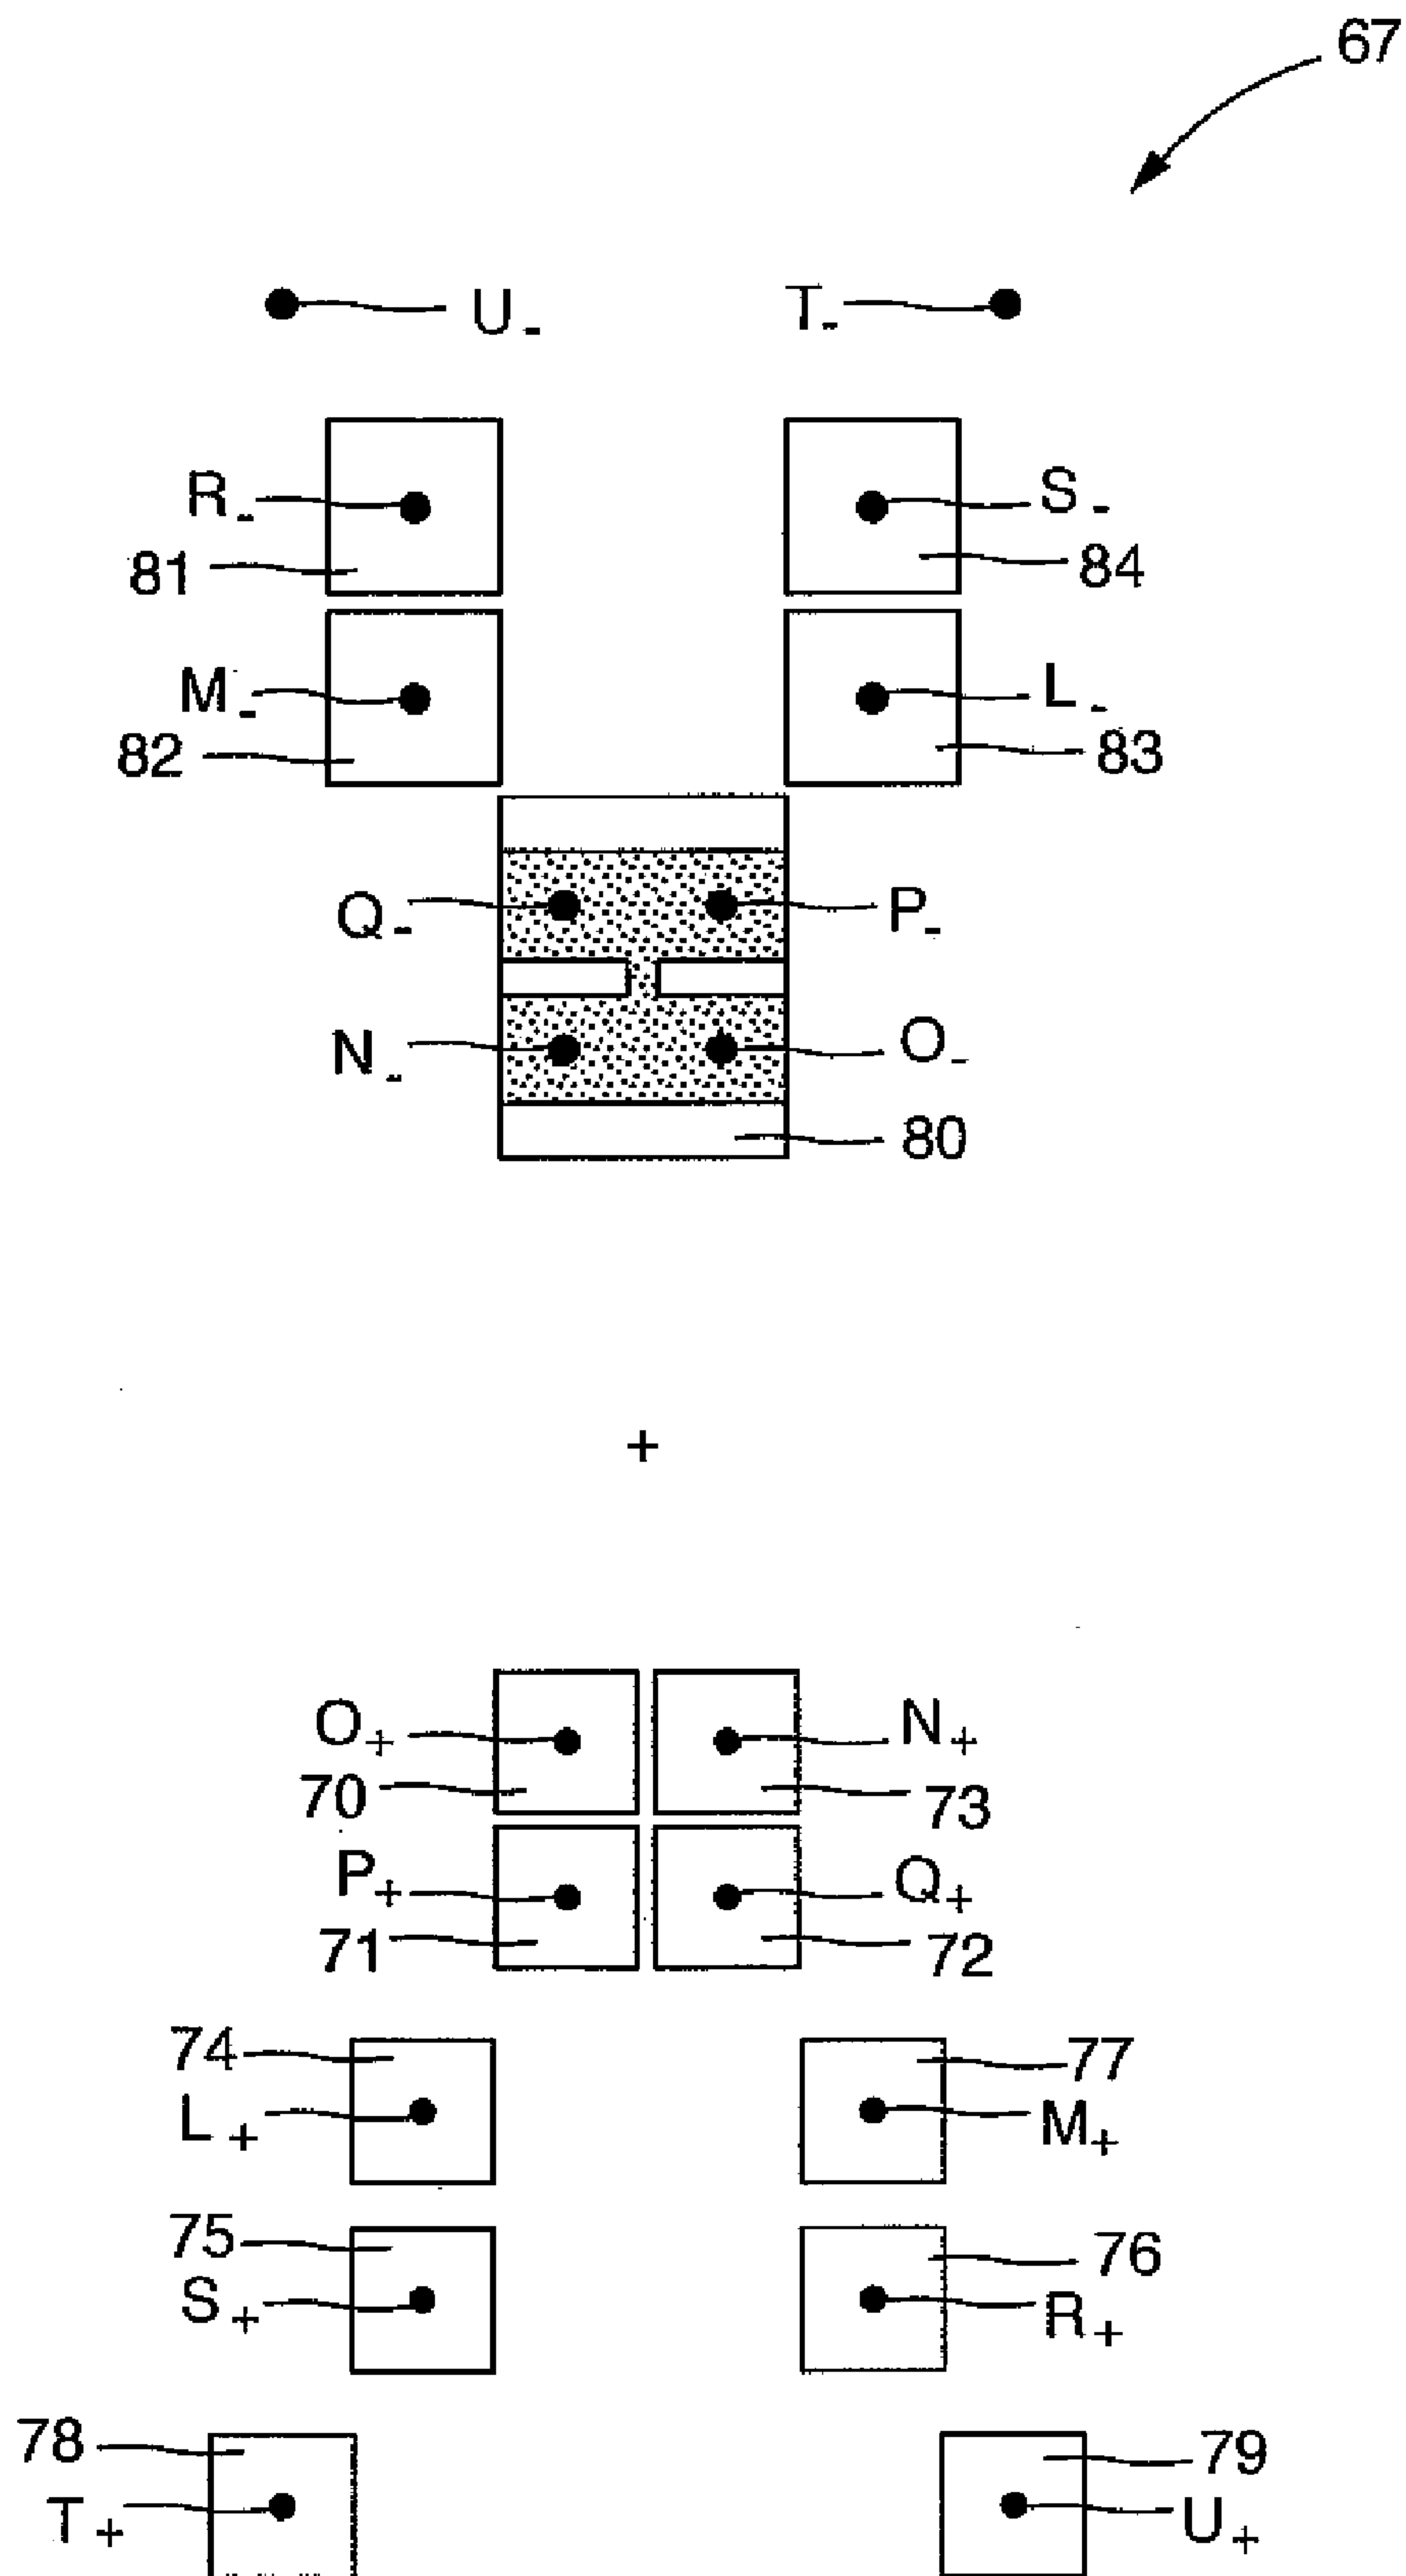 67
U- T-
R- S-
81 84
M- L-
82 83
Q- P-
N- O-
80
+
O+ N+
70 73
P+ Q+
71 72
74 77
L+ M+
75 76
S+ R+
78 79
T+ U+